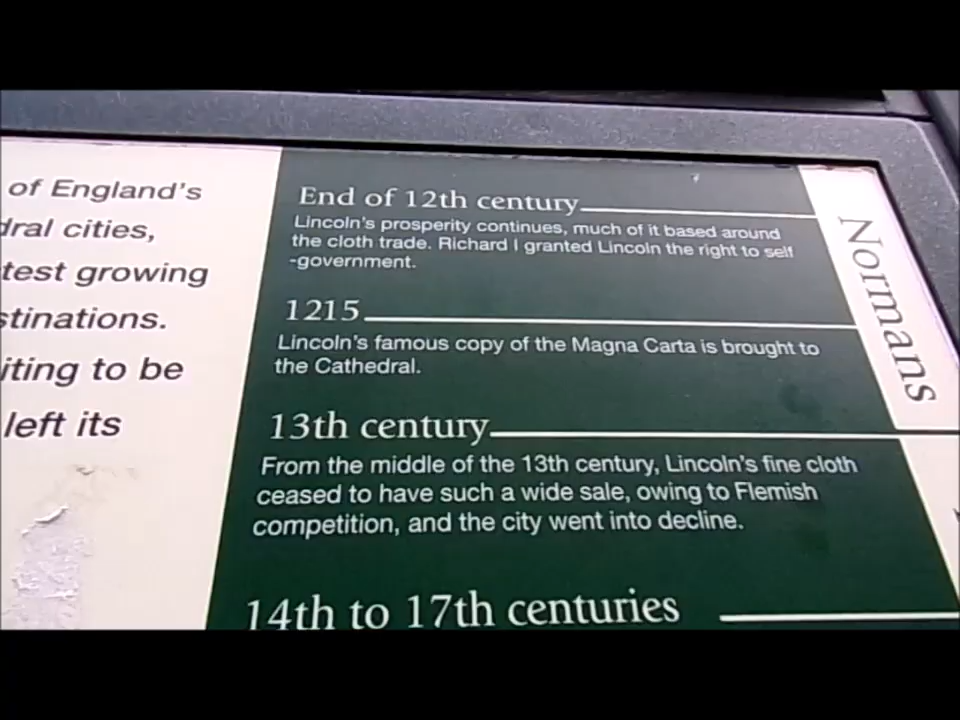 of England's
cities,
growing
to be
left its
End of 12th century
Lincoln's prosperity continues, much of it based around
the cloth trade. Richard I granted Lincoln the right to self
-government.
1215
Lincoln's famous copy of the Magna Carta is brought to
the Cathedral.
13th century
From the middle of the 13th century, Lincoln's fine cloth
ceased to have such a wide sale, owing to Flemish
competition, and the city went into decline.
14th to 17th centuries
Normans